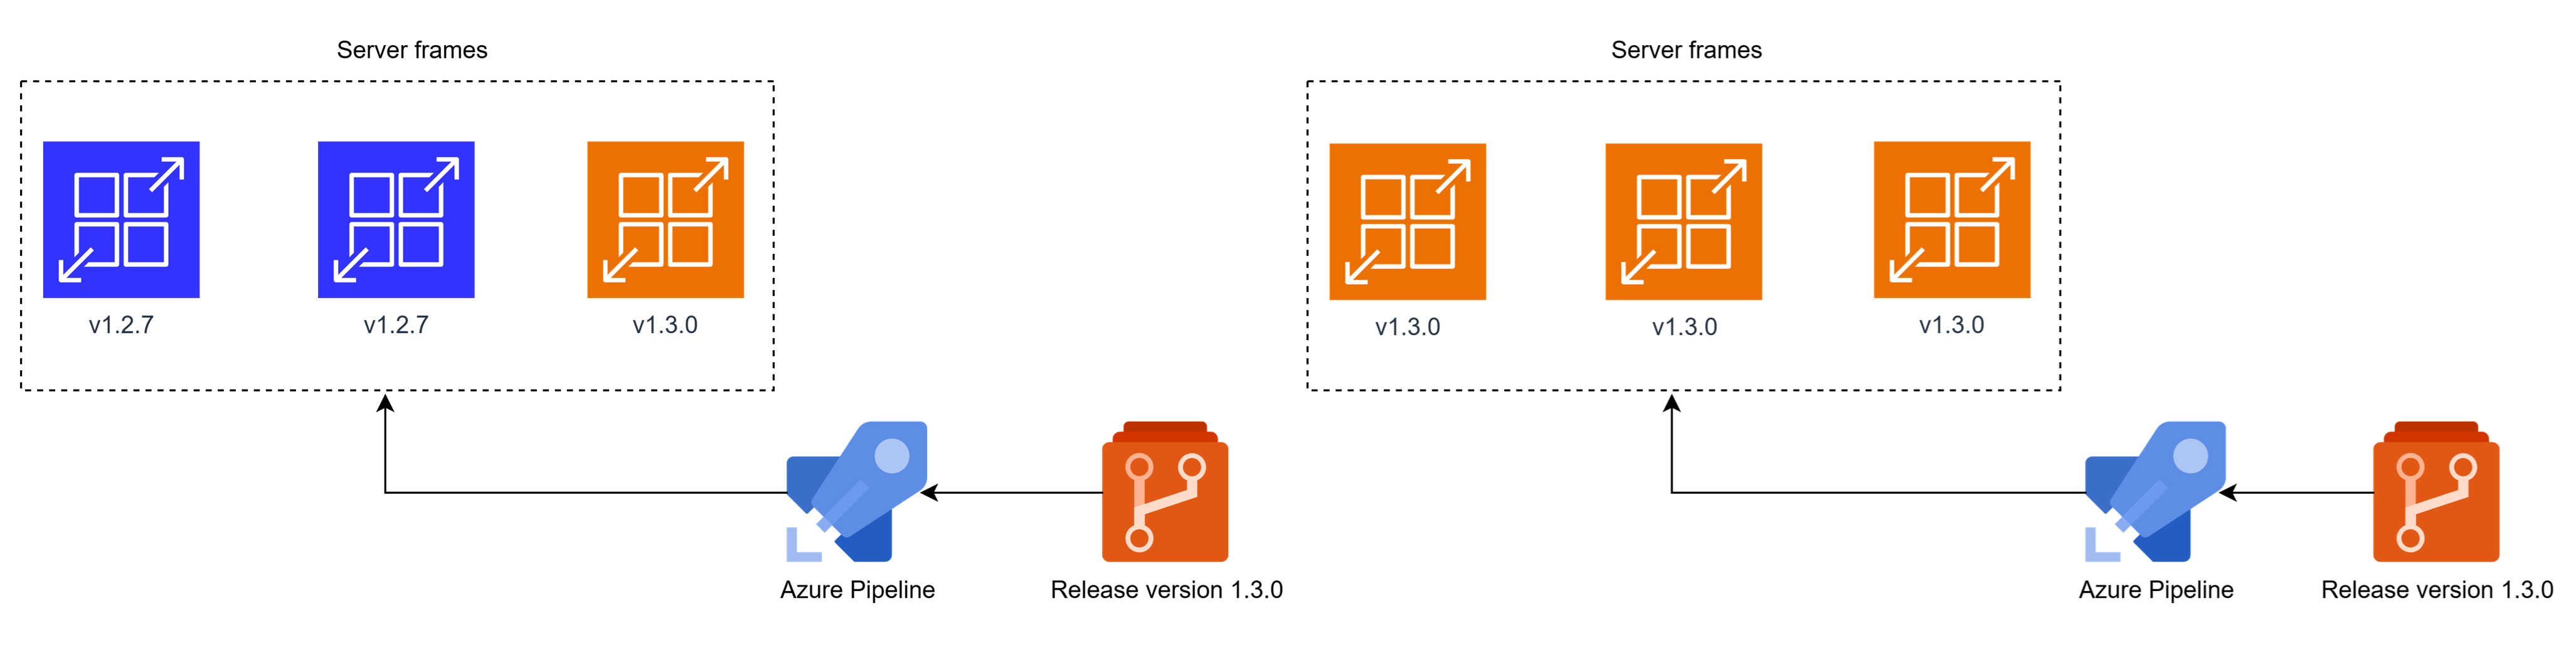 Server frames
v1.2.7
v1.2.7
v1.3.0
Azure Pipeline
Release version 1.3.0
Server frames
v1.3.0
v1.3.0
v1.3.0
Azure Pipeline
Release version 1.3.0